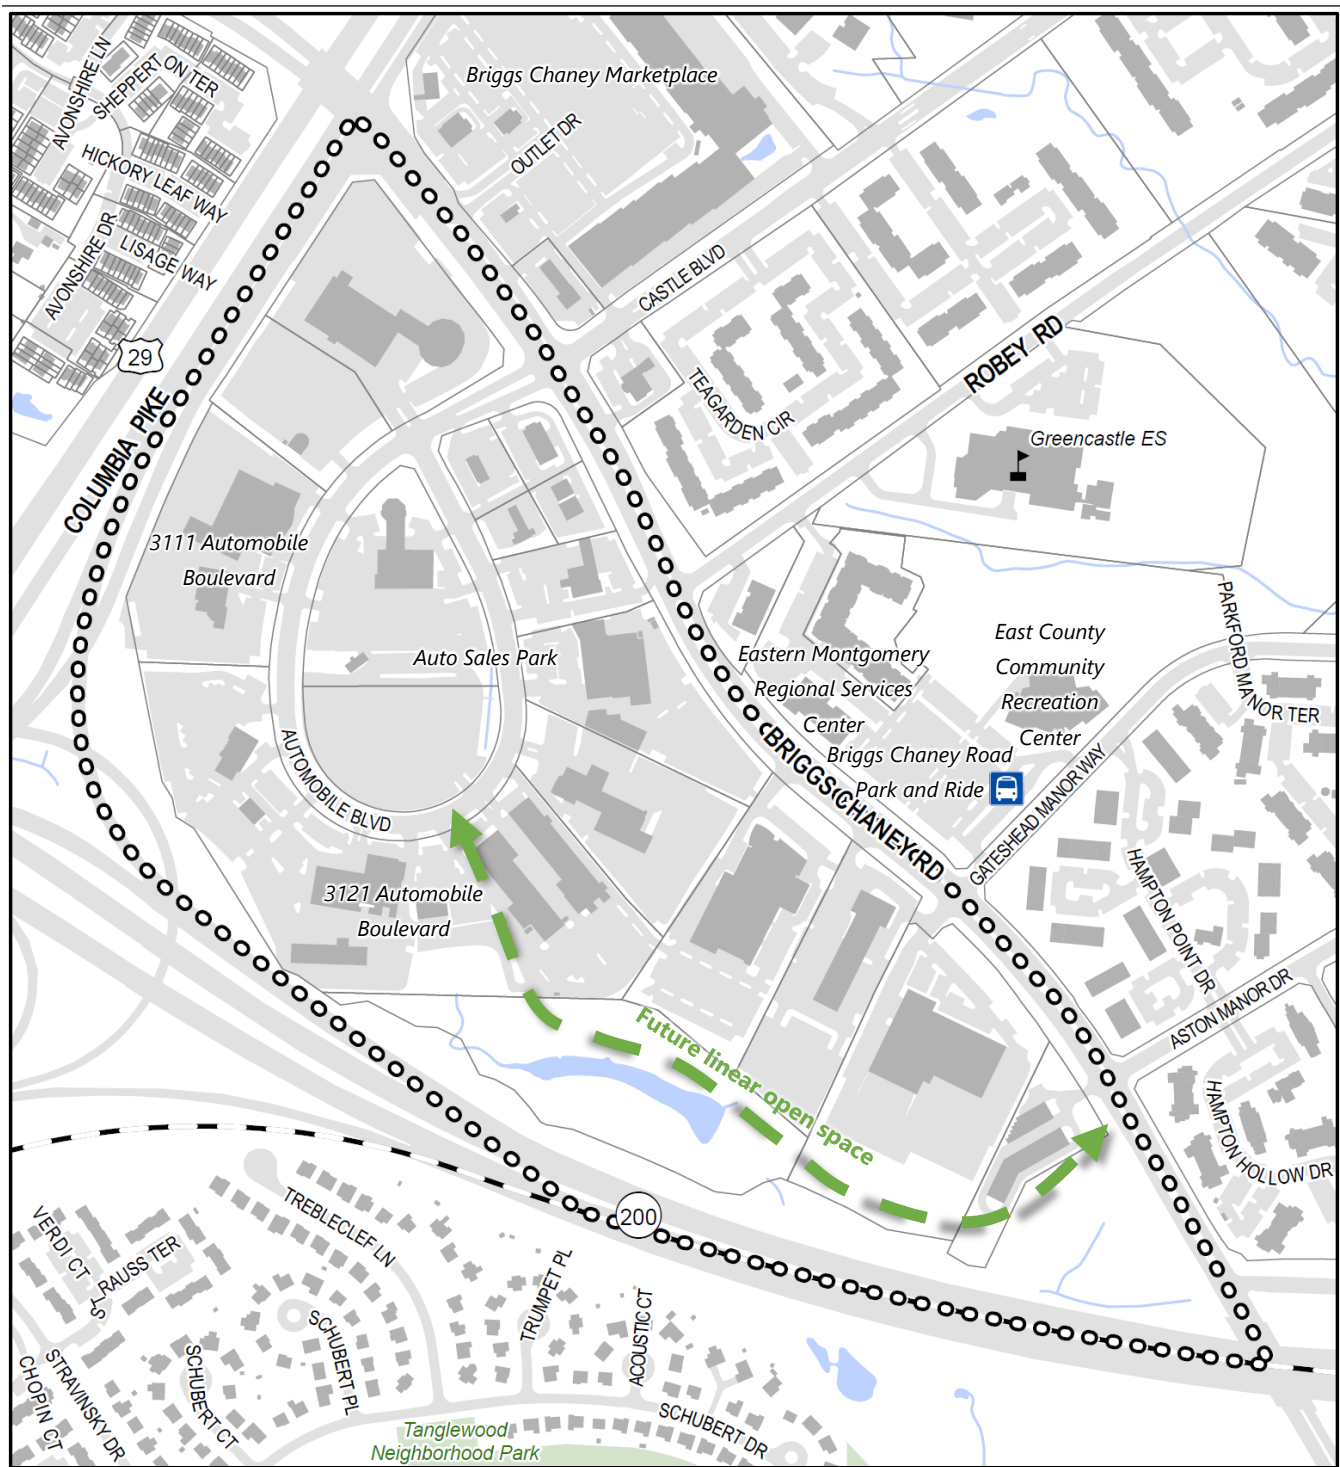 Briggs Chaney Marketplace
AVONSHIRE LN
SHEPPERTON TER
OUTLET DR
HICKORY LEAF WAY
AVONSHIRE DR
LISAGE WAY
CASTLE BLVD
29
ROBEY RD
TEAGARDEN CIR
COLUMBIA PIKE
Greencastle ES
3111 Automobile
Boulevard
PARKFORD MANOR TER
Auto Sales Park
Eastern Montgomery
Regional Services
Center
East County
Community
Recreation
Center
AUTOMOBILE BLVD
BRIGGS CHANEY RD
Briggs Chaney Road
Park and Ride
GATESHEAD MANOR WAY
3121 Automobile
Boulevard
HAMPTON POINT DR
ASTON MANOR DR
Future linear open space
HAMPTON HOLLOW DR
200
TREBLECLEF LN
VERDI CT
STRAUSS TER
TRUMPET PL
ACOUSTIC CT
SCHUBERT PL
SCHUBERT CT
STRAVINSKY DR
CHOPIN CT
SCHUBERT DR
Tanglewood
Neighborhood Park